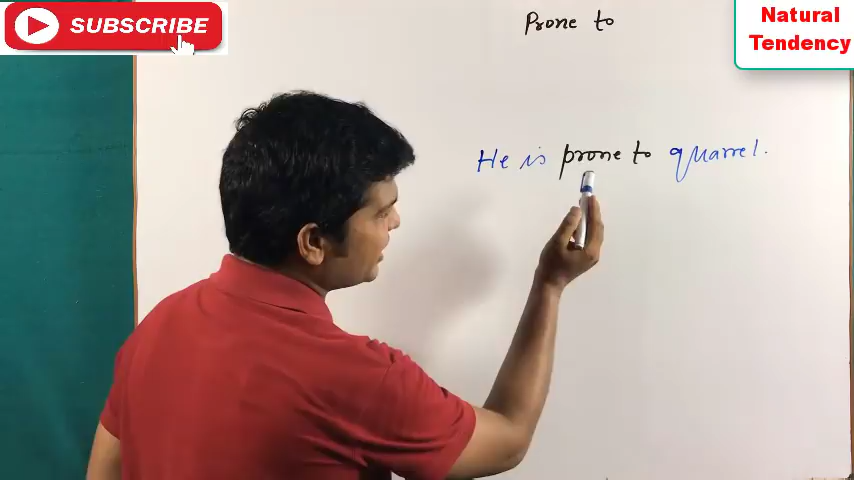 SUBSCRIBE
Prone to
Natural
Tendency
He is prone to quarrel.